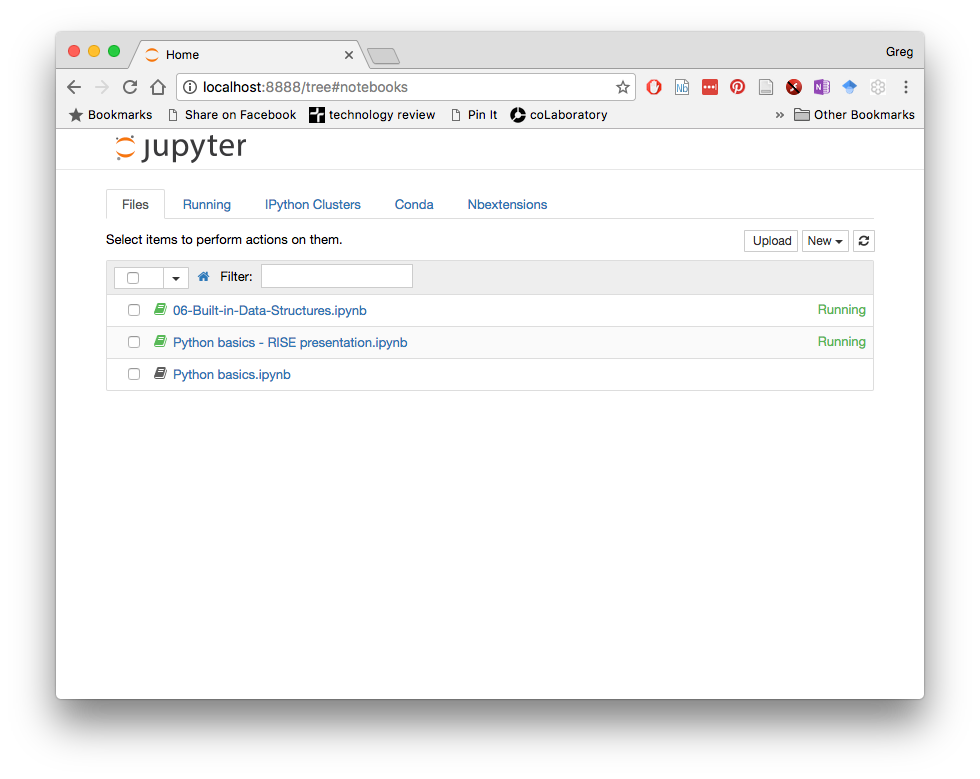 Home
Greg
localhost:8888/tree#notebooks
Bookmarks Share on Facebook technology review Pin It coLaboratory » Other Bookmarks
jupyter
Files Running IPython Clusters Conda Nbextensions
Select items to perform actions on them.
Upload New
Filter:
06-Built-in-Data-Structures.ipynb Running
Python basics - RISE presentation.ipynb Running
Python basics.ipynb